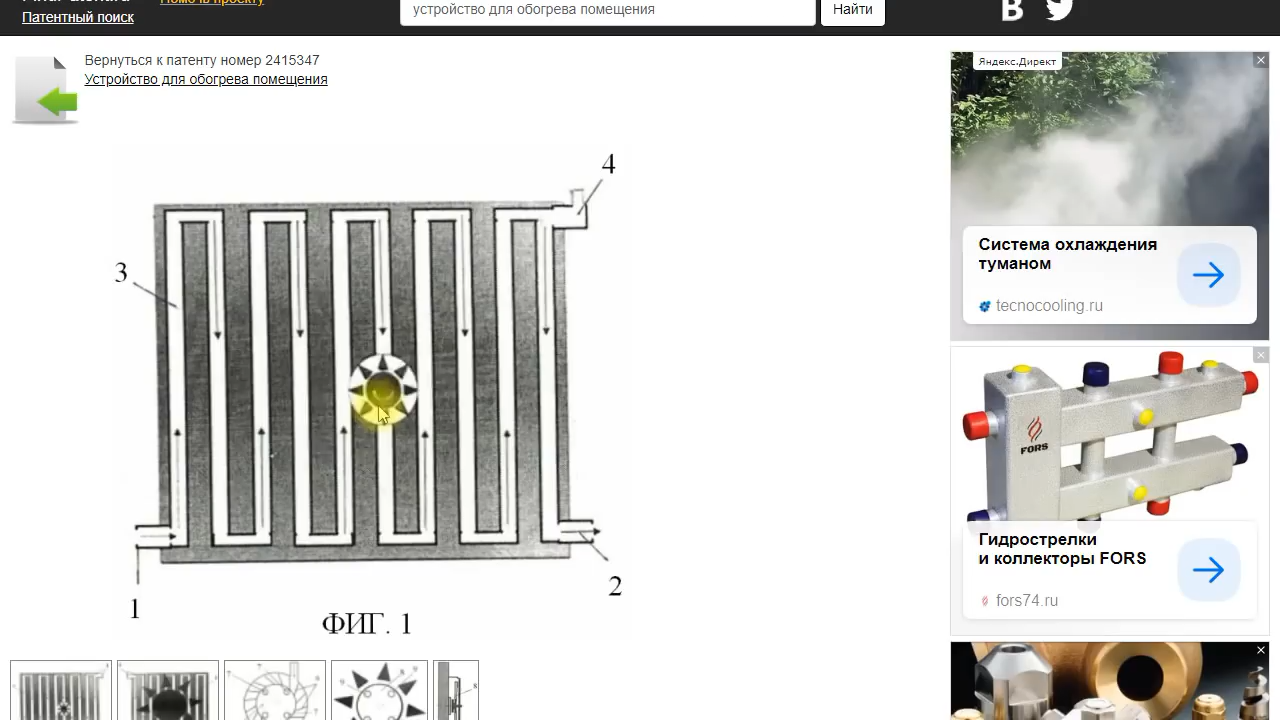 Патентный поиск
Помочь проекту
устройство для обогрева помещения
Найти
B
Вернуться к патенту номер 2415347
Устройство для обогрева помещения
4
3
1
2
ФИГ. 1
Яндекс.Директ
Система охлаждения
туманом
tecnocooling.ru
FORS
Гидрострелки
и коллекторы FORS
fors74.ru
8